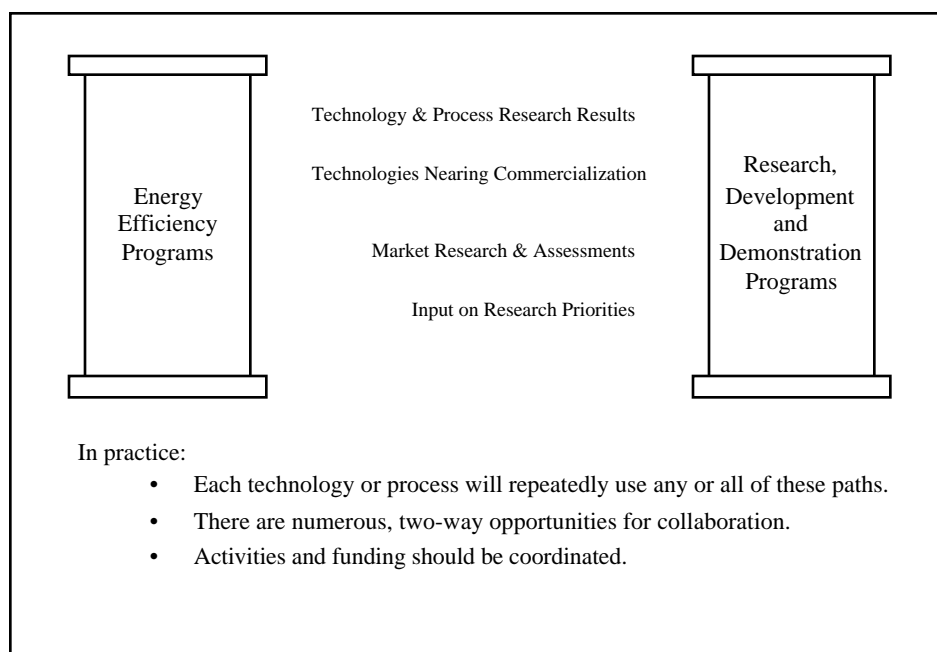 Energy
Efficiency
Programs
Technology & Process Research Results
Technologies Nearing Commercialization
Market Research & Assessments
Input on Research Priorities
Research,
Development
and
Demonstration
Programs
In practice:
• Each technology or process will repeatedly use any or all of these paths.
• There are numerous, two-way opportunities for collaboration.
• Activities and funding should be coordinated.